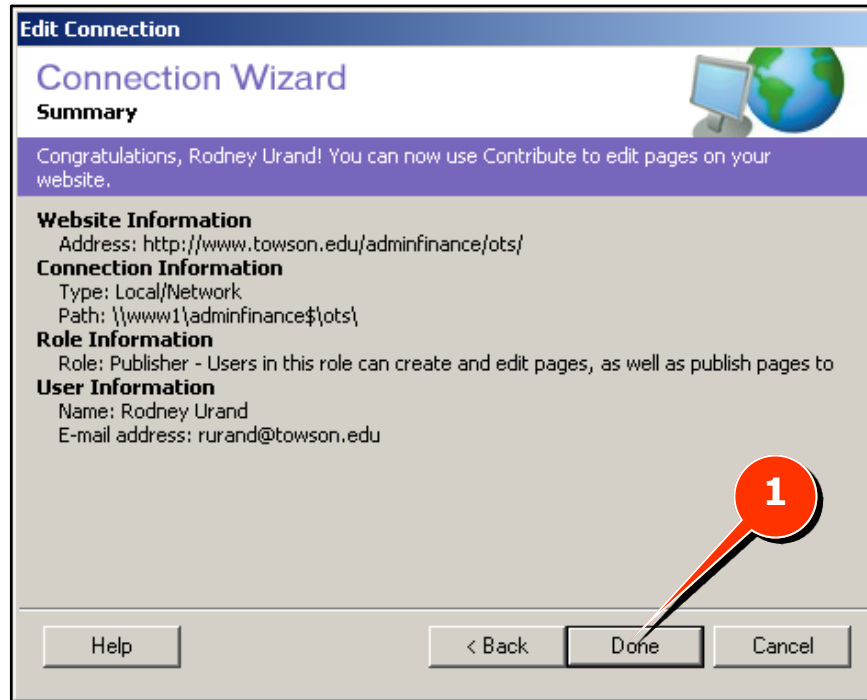 Edit Connection
Connection Wizard
Summary
Congratulations, Rodney Urand! You can now use Contribute to edit pages on your
website.
Website Information
Address: http://www.towson.edu/adminfinance/ots/
Connection Information
Type: Local/Network
Path: \\www1\adminfinance$\ots\
Role Information
Role: Publisher - Users in this role can create and edit pages, as well as publish pages to
User Information
Name: Rodney Urand
E-mail address: rurand@towson.edu
1
Help
< Back
Done
Cancel